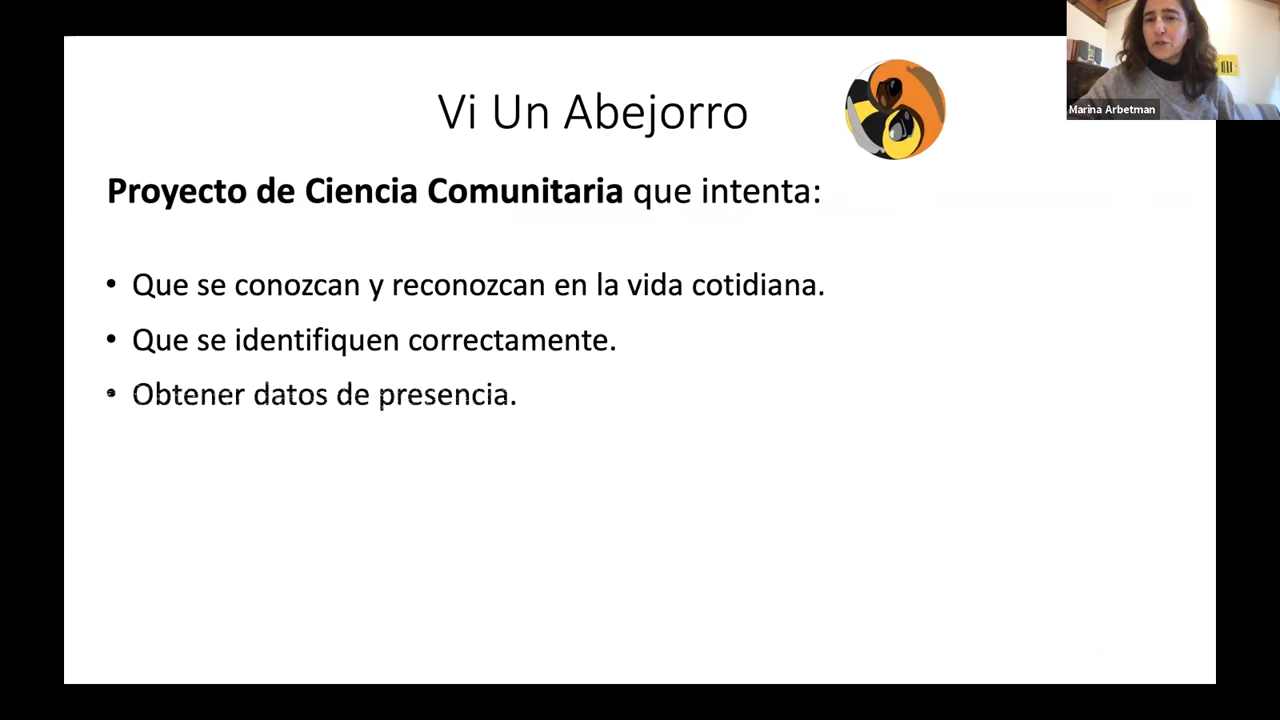 Vi Un Abejorro
Marina Arbetman
Proyecto de Ciencia Comunitaria que intenta:
• Que se conozcan y reconozcan en la vida cotidiana.
• Que se identifiquen correctamente.
• Obtener datos de presencia.